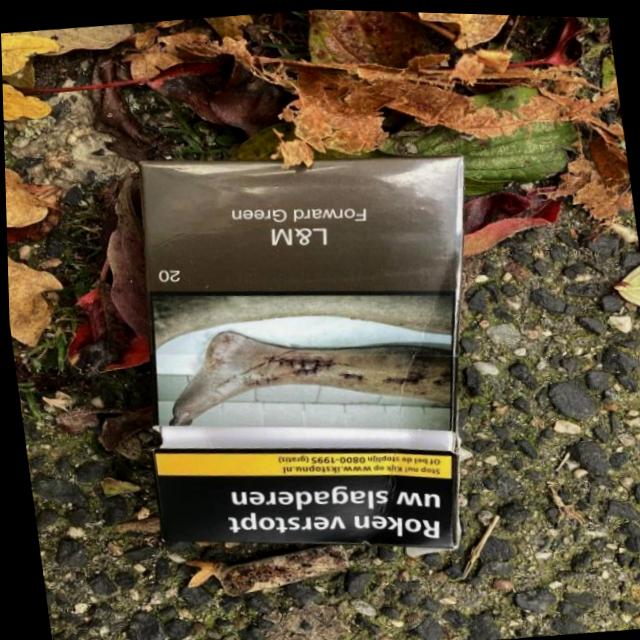 Roken verstopt
uw slagaderen
Stop nu! Kijk op www.ikstopnu.nl
Of bel de stoplijn 0800-1995 (gratis)
20
L&M
Forward Green